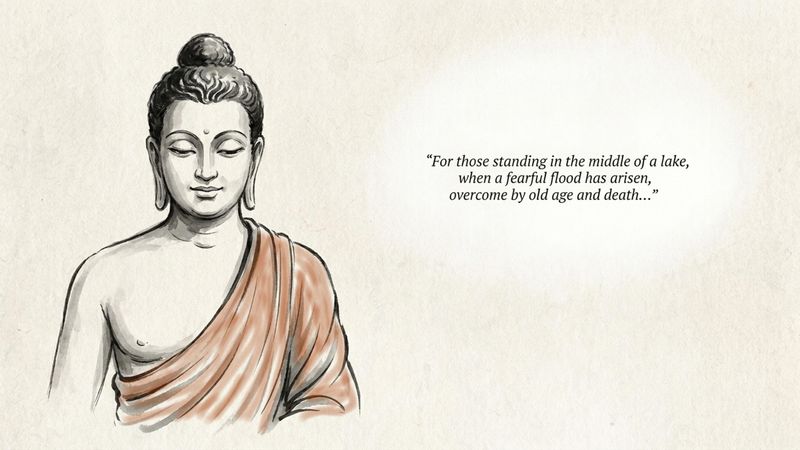 “For those standing in the middle of a lake,
when a fearful flood has arisen,
overcome by old age and death...”